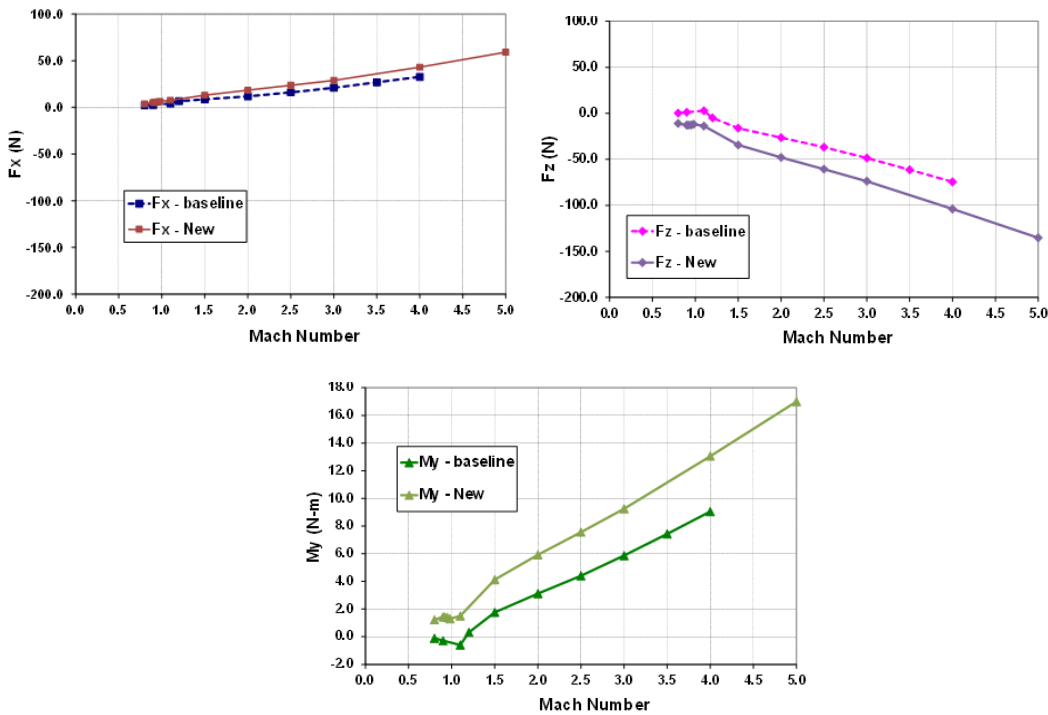 100.0
50.0
0.0
-50.0
-100.0
-150.0
-200.0
Fx (N)
Fx - baseline
Fx - New
0.0 0.5 1.0 1.5 2.0 2.5 3.0 3.5 4.0 4.5 5.0
Mach Number
100.0
50.0
0.0
-50.0
-100.0
-150.0
-200.0
Fz (N)
Fz - baseline
Fz - New
0.0 0.5 1.0 1.5 2.0 2.5 3.0 3.5 4.0 4.5 5.0
Mach Number
18.0
16.0
14.0
12.0
10.0
8.0
6.0
4.0
2.0
0.0
-2.0
My (N-m)
My - baseline
My - New
0.0 0.5 1.0 1.5 2.0 2.5 3.0 3.5 4.0 4.5 5.0
Mach Number